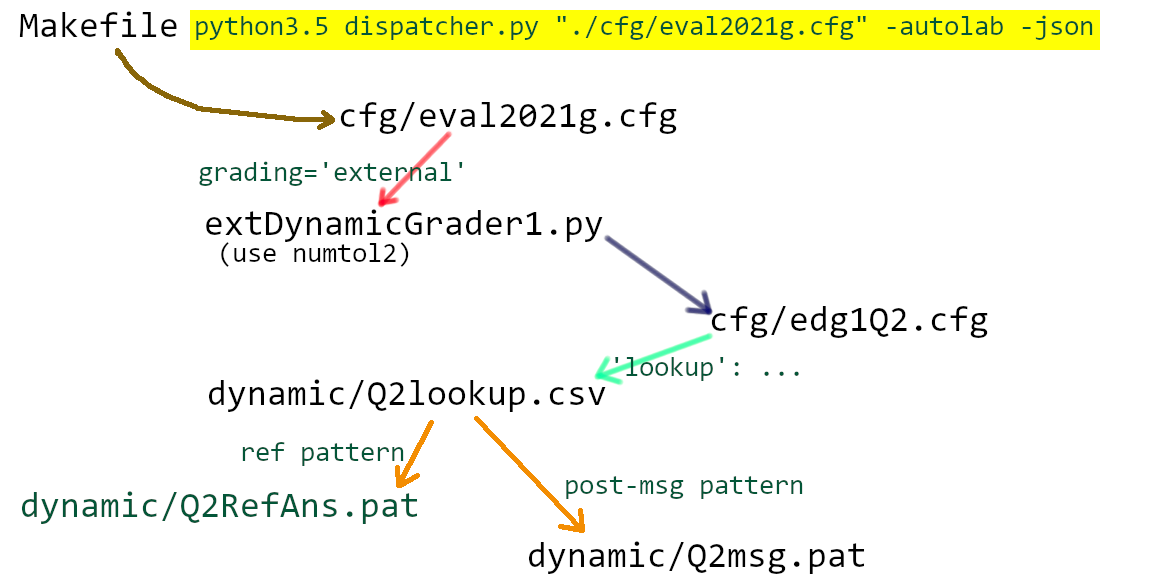 Makefile python3.5 dispatcher.py "./cfg/eval2021g.cfg" -autolab -json
cfg/eval2021g.cfg
grading='external'
extDynamicGrader1.py
(use numtol2)
cfg/edg1Q2.cfg
'lookup': ...
dynamic/Q2lookup.csv
ref pattern
post-msg pattern
dynamic/Q2RefAns.pat
dynamic/Q2msg.pat